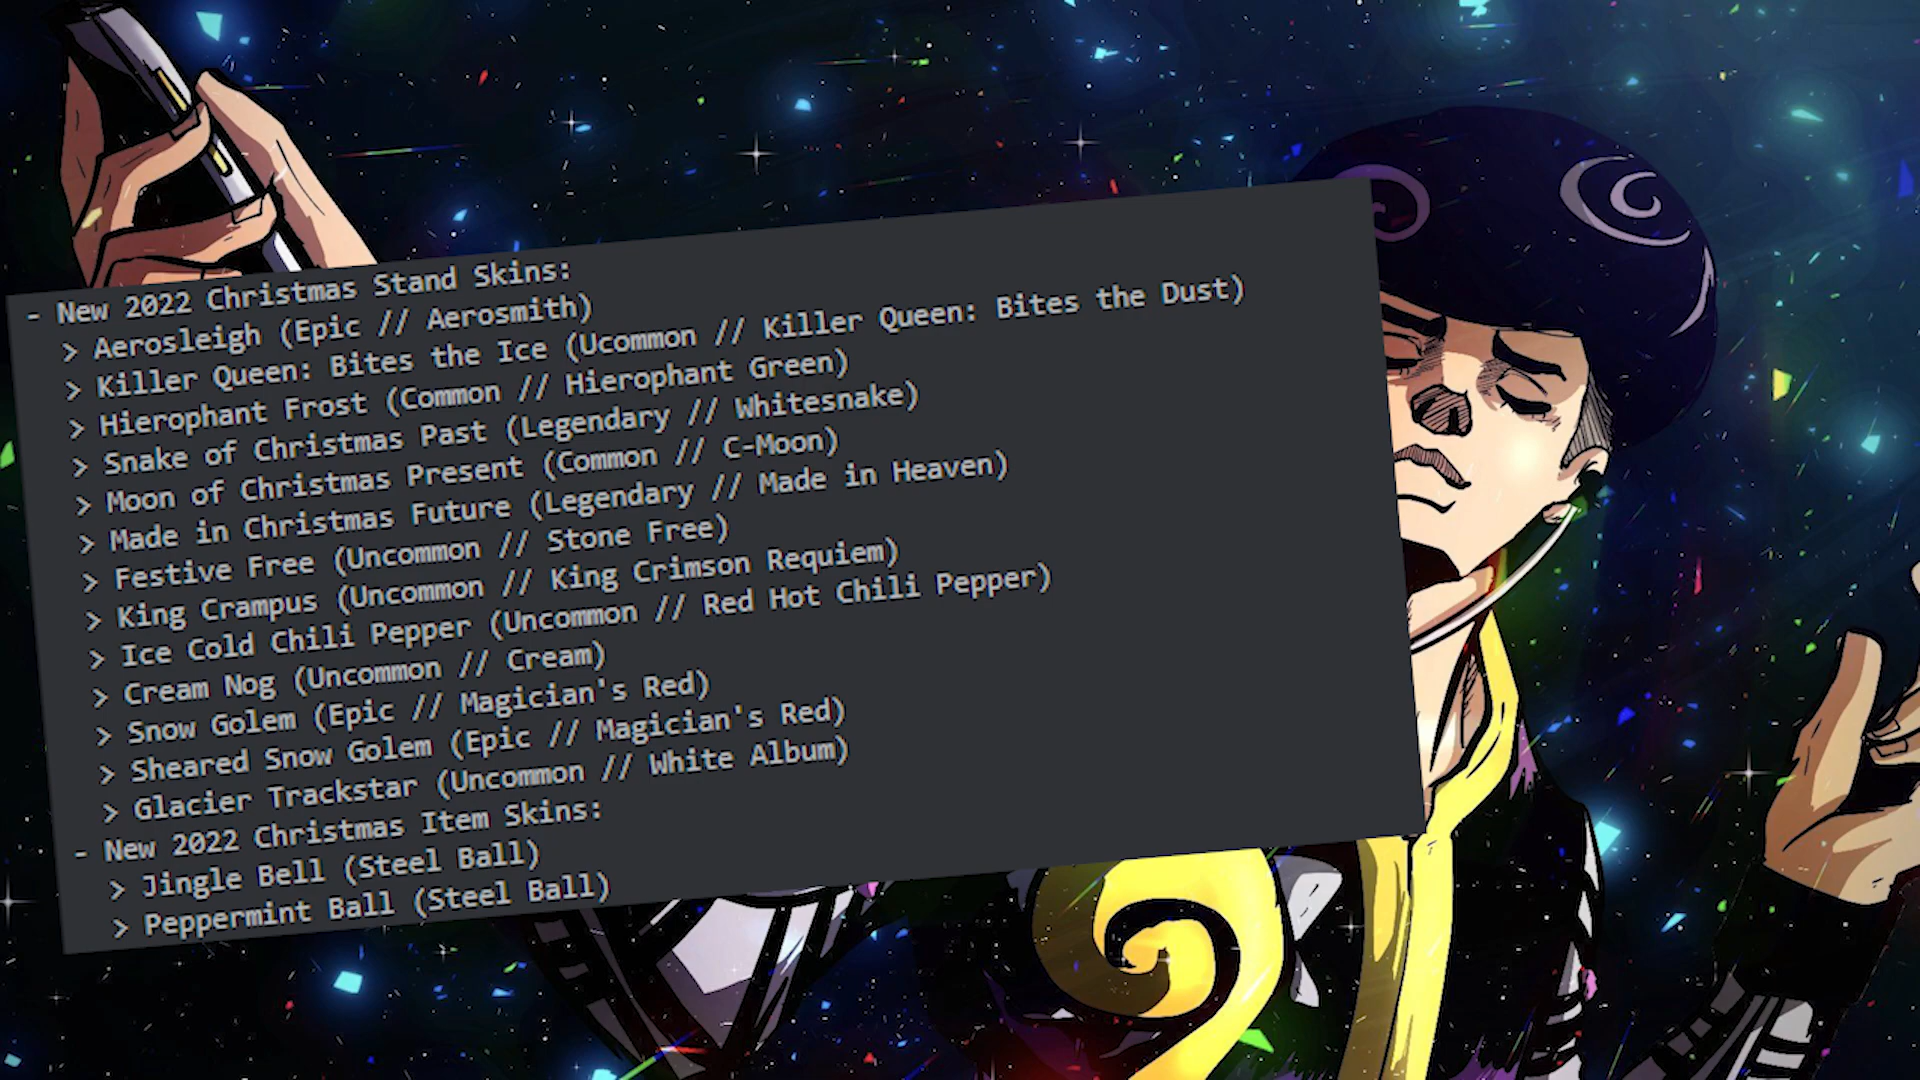 - New 2022 Christmas Stand Skins:
> Aerosleigh (Epic // Aerosmith)
> Killer Queen: Bites the Ice (Ucommon // Killer Queen: Bites the Dust)
> Hierophant Frost (Common // Hierophant Green)
> Snake of Christmas Past (Legendary // Whitesnake)
> Moon of Christmas Present (Common // C-Moon)
> Made in Christmas Future (Legendary // Made in Heaven)
> Festive Free (Uncommon // Stone Free)
> King Crampus (Uncommon // King Crimson Requiem)
> Ice Cold Chili Pepper (Uncommon // Red Hot Chili Pepper)
> Cream Nog (Uncommon // Cream)
> Snow Golem (Epic // Magician's Red)
> Sheared Snow Golem (Epic // Magician's Red)
> Glacier Trackstar (Uncommon // White Album)
- New 2022 Christmas Item Skins:
> Jingle Bell (Steel Ball)
> Peppermint Ball (Steel Ball)